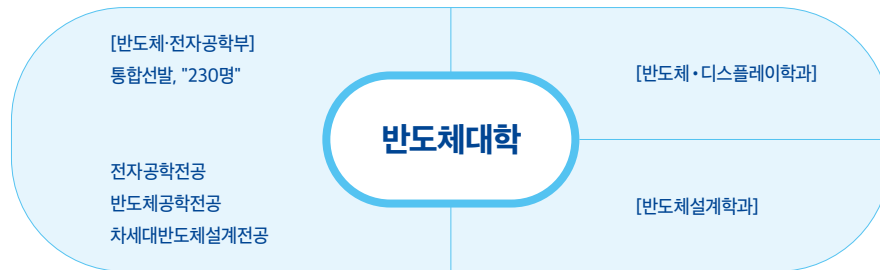 [반도체·전자공학부]
통합선발, "230명"
전자공학전공
반도체공학전공
차세대반도체설계전공
반도체대학
[반도체•디스플레이학과]
[반도체설계학과]